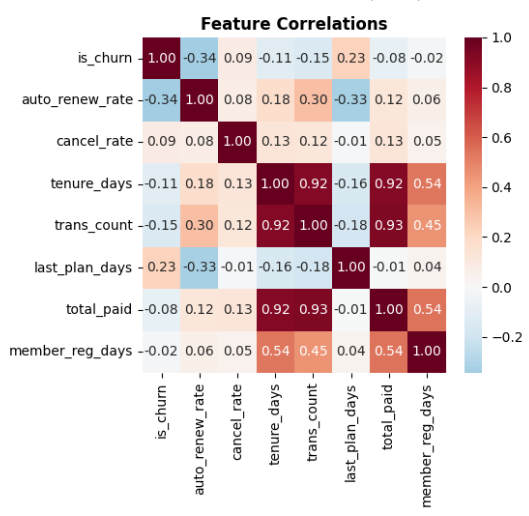 Feature Correlations
is_churn 1.00 -0.34 0.09 -0.11 -0.15 0.23 -0.08 -0.02
auto_renew_rate -0.34 1.00 0.08 0.18 0.30 -0.33 0.12 0.06
cancel_rate 0.09 0.08 1.00 0.13 0.12 -0.01 0.13 0.05
tenure_days -0.11 0.18 0.13 1.00 0.92 -0.16 0.92 0.54
trans_count -0.15 0.30 0.12 0.92 1.00 -0.18 0.93 0.45
last_plan_days 0.23 -0.33 -0.01 -0.16 -0.18 1.00 -0.01 0.04
total_paid -0.08 0.12 0.13 0.92 0.93 -0.01 1.00 0.54
member_reg_days -0.02 0.06 0.05 0.54 0.45 0.04 0.54 1.00
is_churn
auto_renew_rate
cancel_rate
tenure_days
trans_count
last_plan_days
total_paid
member_reg_days
1.0
0.8
0.6
0.4
0.2
0.0
−0.2